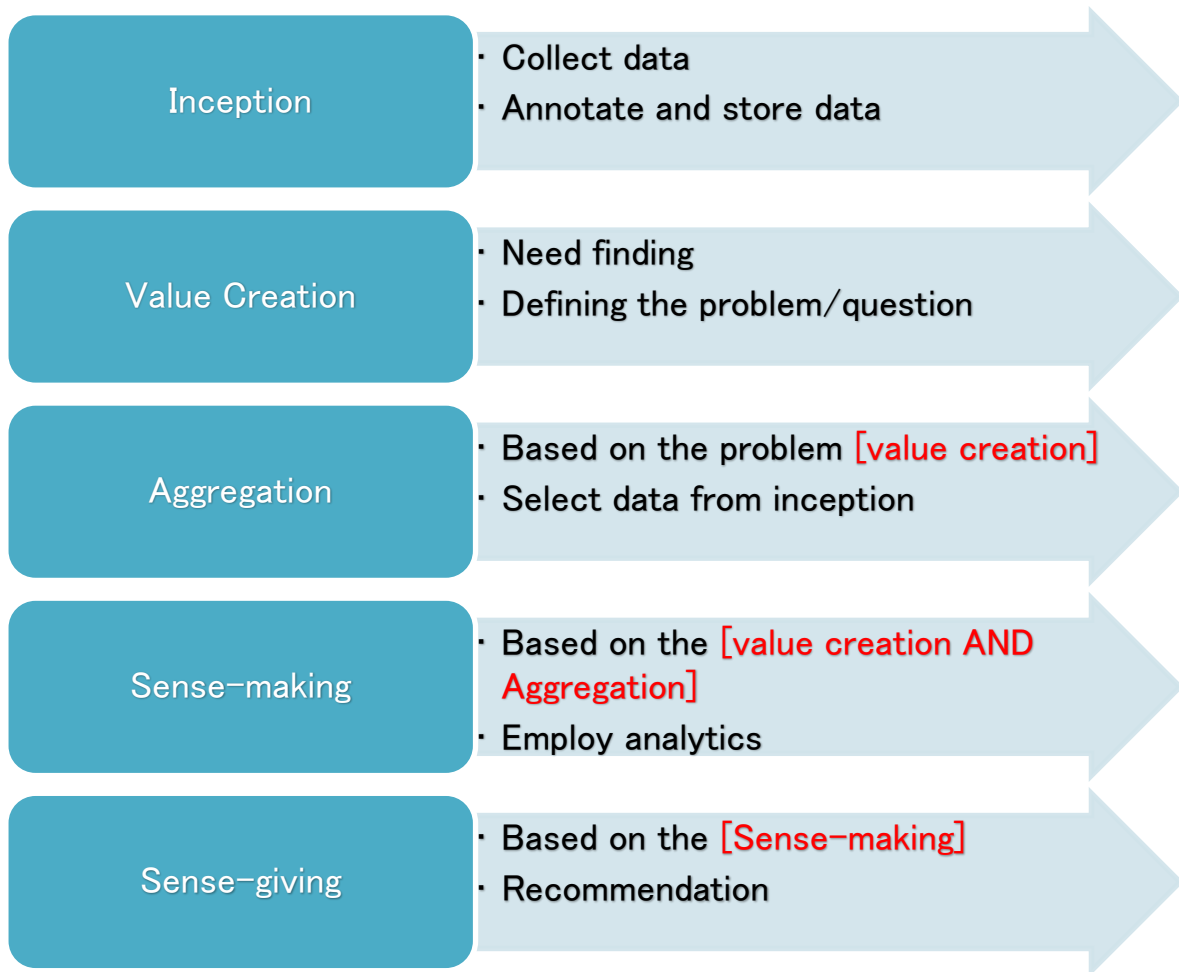 Inception
· Collect data
· Annotate and store data
Value Creation
· Need finding
· Defining the problem/question
Aggregation
· Based on the problem [value creation]
· Select data from inception
Sense-making
· Based on the [value creation AND
Aggregation]
· Employ analytics
Sense-giving
· Based on the [Sense-making]
· Recommendation